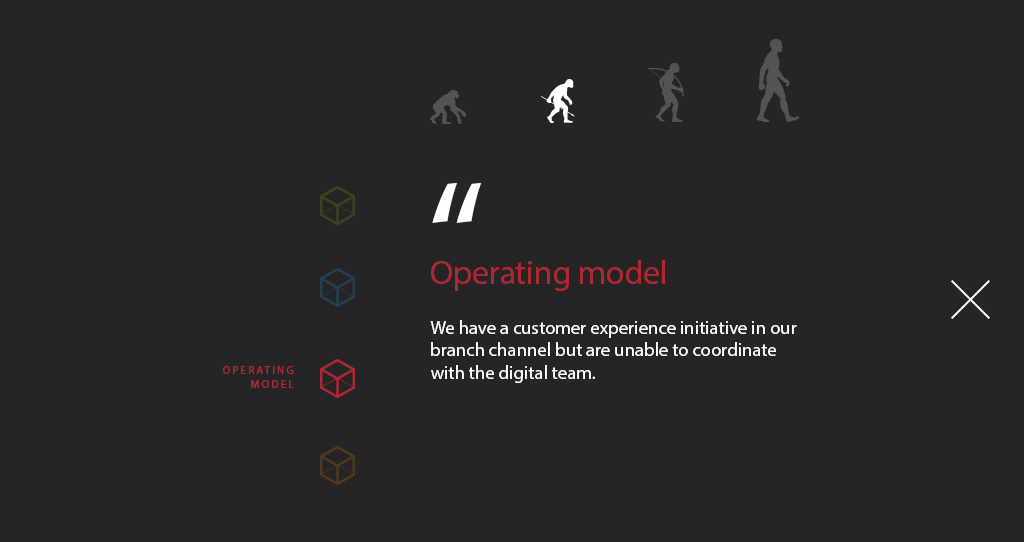 “
Operating model
We have a customer experience initiative in our
branch channel but are unable to coordinate
with the digital team.
OPERATING
MODEL